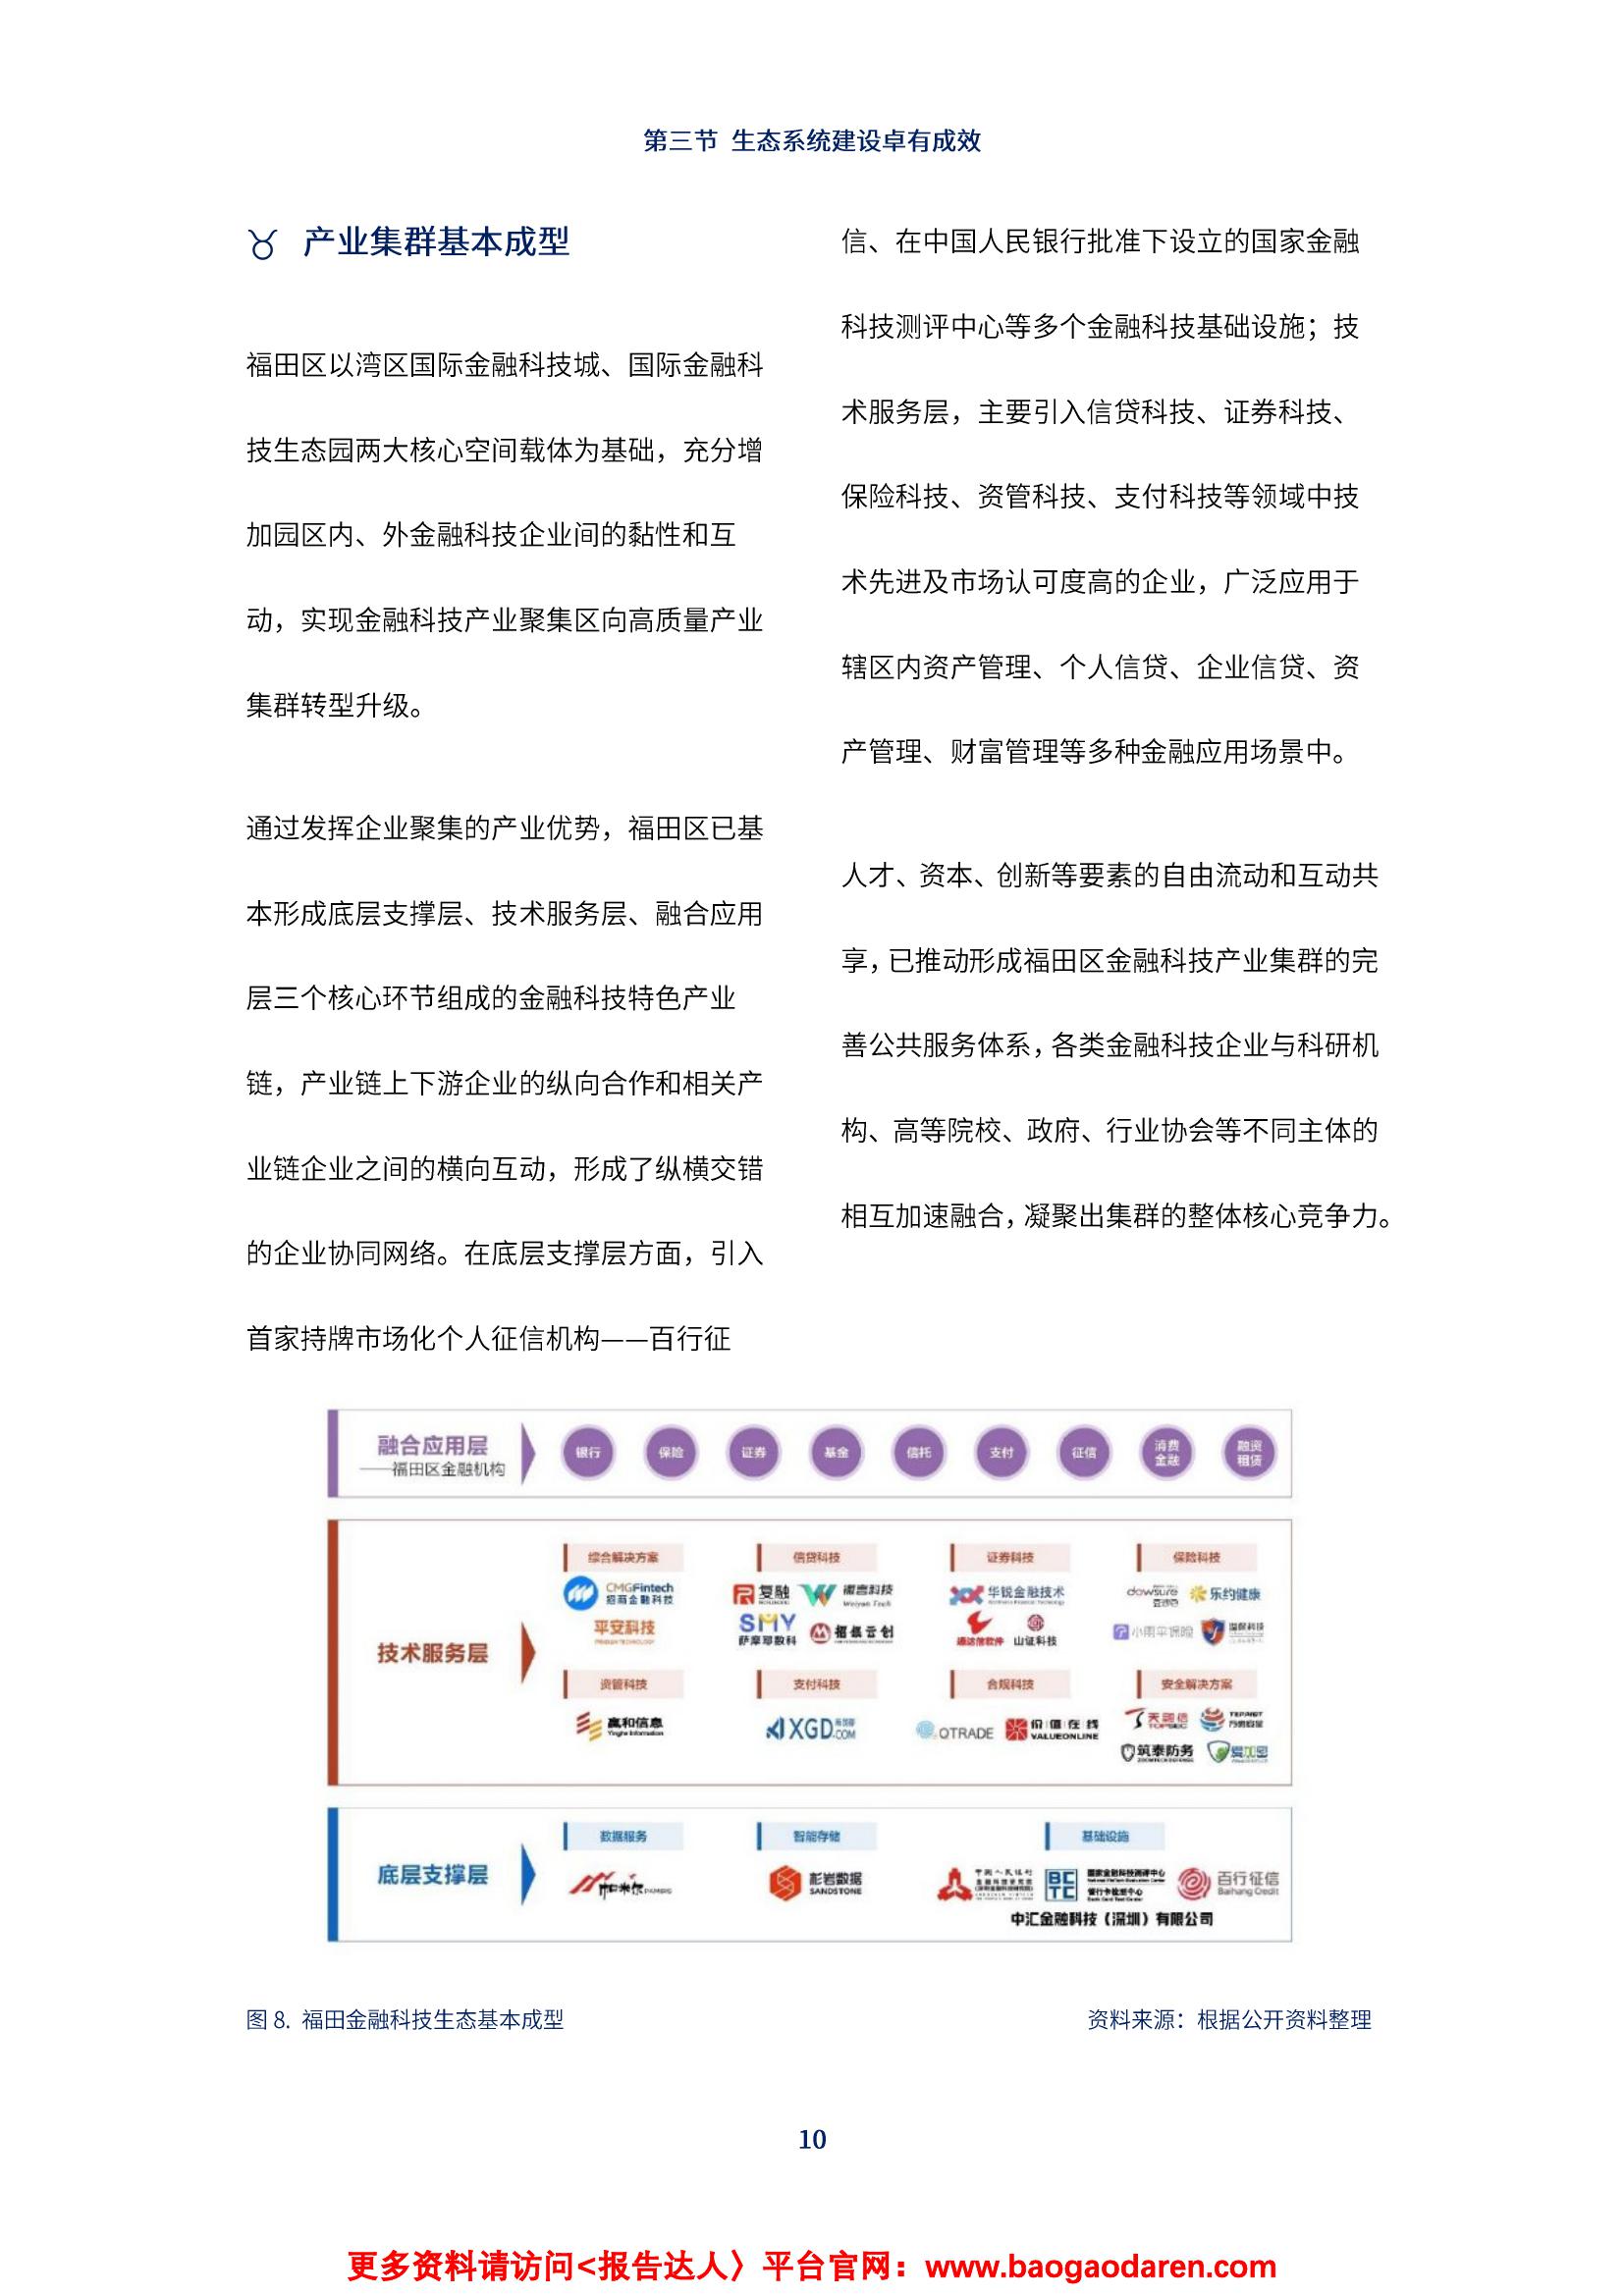 第三节 生态系统建设卓有成效
产业集群基本成型
福田区以湾区国际金融科技城、国际金融科
技生态园两大核心空间载体为基础，充分增
加园区内、外金融科技企业间的黏性和互
动，实现金融科技产业聚集区向高质量产业
集群转型升级。
通过发挥企业聚集的产业优势，福田区已基
本形成底层支撑层、技术服务层、融合应用
层三个核心环节组成的金融科技特色产业
链，产业链上下游企业的纵向合作和相关产
业链企业之间的横向互动，形成了纵横交错
的企业协同网络。在底层支撑层方面，引入
首家持牌市场化个人征信机构——百行征
信、在中国人民银行批准下设立的国家金融
科技测评中心等多个金融科技基础设施；技
术服务层，主要引入信贷科技、证券科技、
保险科技、资管科技、支付科技等领域中技
术先进及市场认可度高的企业，广泛应用于
辖区内资产管理、个人信贷、企业信贷、资
产管理、财富管理等多种金融应用场景中。
人才、资本、创新等要素的自由流动和互动共
享，已推动形成福田区金融科技产业集群的完
善公共服务体系，各类金融科技企业与科研机
构、高等院校、政府、行业协会等不同主体的
相互加速融合，凝聚出集群的整体核心竞争力。
融合应用层
——福田区金融机构
银行
保险
证券
基金
信托
支付
征信
消费
金融
融资
租赁
技术服务层
综合解决方案
CMGFintech
招商金融科技
平安科技
信贷科技
复融
微言科技
Weiyan Tech
SMY
萨摩耶数科
招银云创
证券科技
华锐金融技术
通达信软件
山证科技
保险科技
dowsure
豆沙包
乐约健康
小雨伞保险
资管科技
赢和信息
Yinghe Information
支付科技
XGD.COM
合规科技
QTRADE
价值在线
VALUEONLINE
安全解决方案
天融信
TOPSEC
筑泰防务
爱加密
底层支撑层
数据服务
帕米尔
智能存储
杉岩数据
SANDSTONE
基础设施
中国人民银行
BCTC
国家金融科技测评中心
银行卡检测中心
百行征信
Baihang Credit
中汇金融科技（深圳）有限公司
图 8. 福田金融科技生态基本成型
资料来源：根据公开资料整理
10
更多资料请访问<报告达人〉平台官网：www.baogaodaren.com